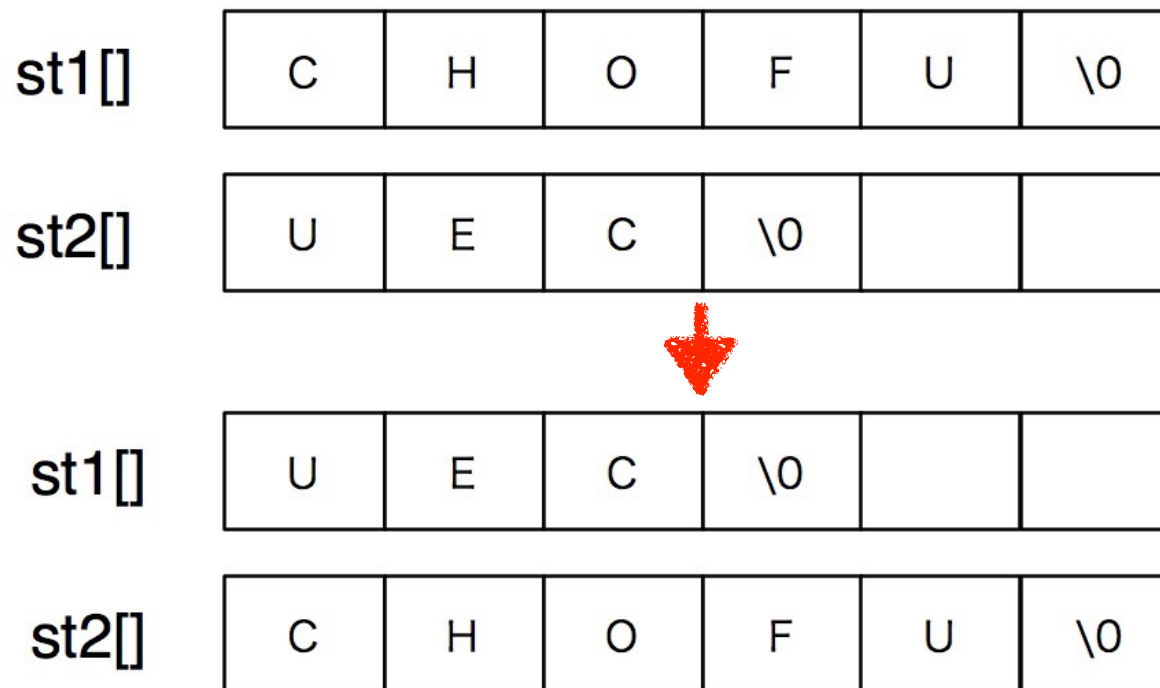 st1[] C H O F U \0
st2[] U E C \0
st1[] U E C \0
st2[] C H O F U \0